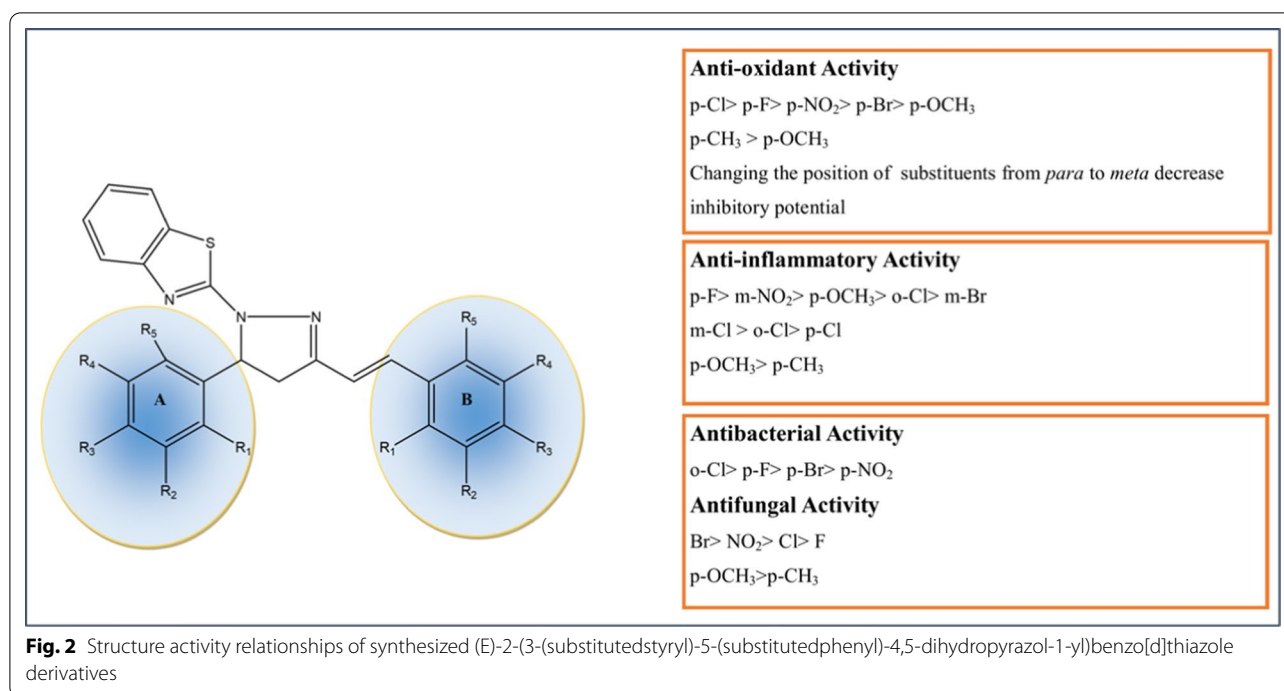 S
N
N
N
R₅
R₄
A
R₃
R₁
R₂
R₅
R₄
B
R₁
R₃
R₂
Anti-oxidant Activity
p-Cl> p-F> p-NO₂> p-Br> p-OCH₃
p-CH₃ > p-OCH₃
Changing the position of substituents from para to meta decrease
inhibitory potential
Anti-inflammatory Activity
p-F> m-NO₂> p-OCH₃> o-Cl> m-Br
m-Cl > o-Cl> p-Cl
p-OCH₃> p-CH₃
Antibacterial Activity
o-Cl> p-F> p-Br> p-NO₂
Antifungal Activity
Br> NO₂> Cl> F
p-OCH₃>p-CH₃
Fig. 2 Structure activity relationships of synthesized (E)-2-(3-(substitutedstyryl)-5-(substitutedphenyl)-4,5-dihydropyrazol-1-yl)benzo[d]thiazole
derivatives